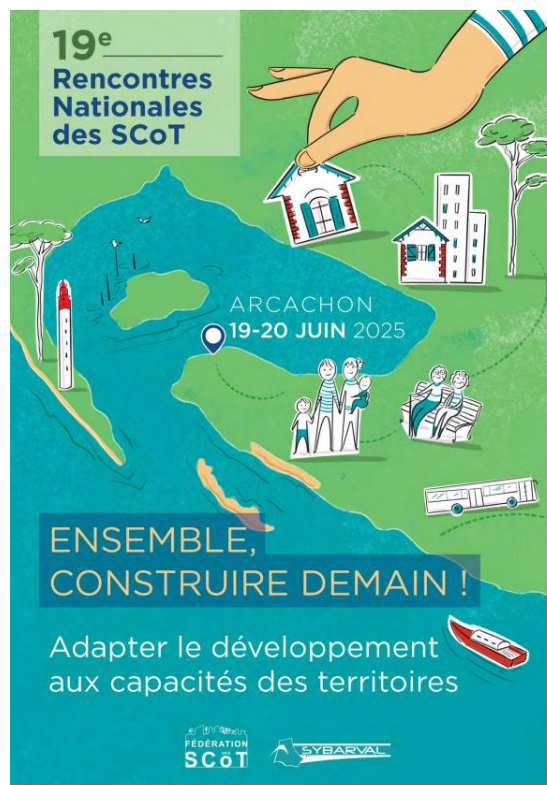 19e
Rencontres
Nationales
des SCoT
ARCACHON
19-20 JUIN 2025
ENSEMBLE,
CONSTRUIRE DEMAIN !
Adapter le développement
aux capacités des territoires
FÉDÉRATION
SCoT
SYBARVAL